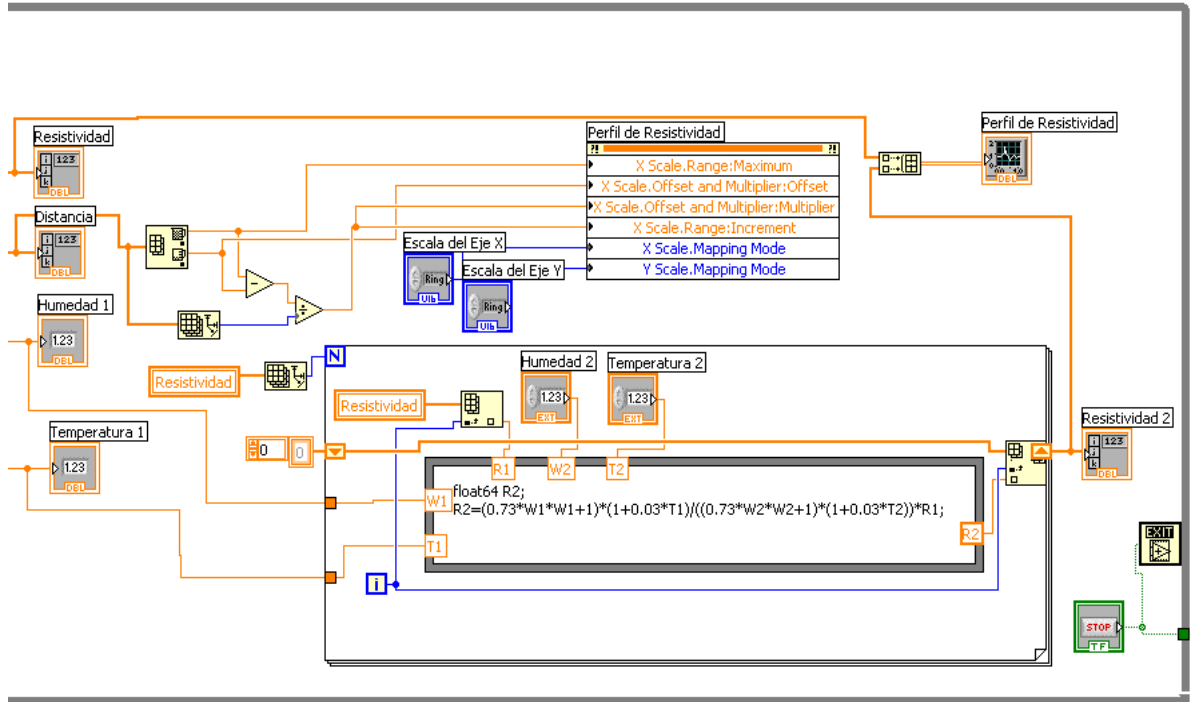 Resistividad
123
DBL
Distancia
123
DBL
Humedad 1
1.23
DBL
Temperatura 1
1.23
DBL
Perfil de Resistividad
?!
?!
X Scale.Range:Maximum
X Scale.Offset and Multiplier:Offset
X Scale.Offset and Multiplier:Multiplier
X Scale.Range:Increment
X Scale.Mapping Mode
Y Scale.Mapping Mode
Escala del Eje X
Ring
Escala del Eje Y
Ring
Perfil de Resistividad
DBL
Resistividad
N
Resistividad
Humedad 2
1.23
EXT
Temperatura 2
1.23
EXT
0
0
R1
W2
T2
W1
T1
float64 R2;
R2=(0.73*W1*W1+1)*(1+0.03*T1)/((0.73*W2*W2+1)*(1+0.03*T2))*R1;
R2
i
Resistividad 2
123
DBL
EXIT
STOP
TF